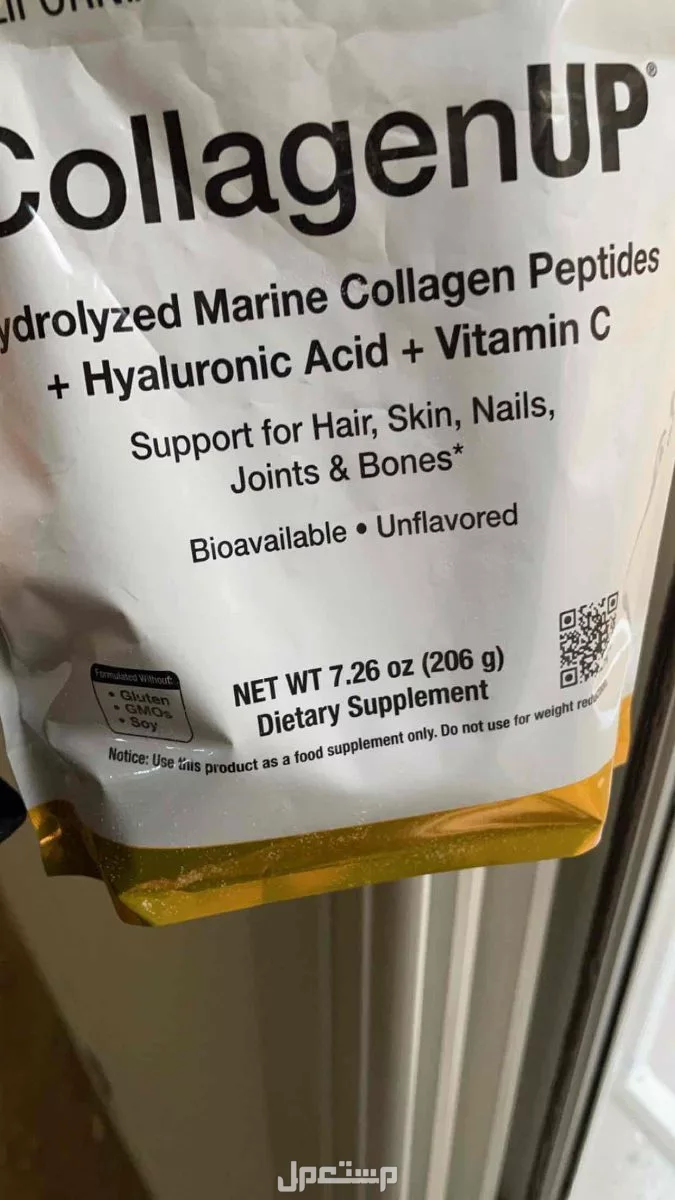 CollagenUP®
Hydrolyzed Marine Collagen Peptides
+ Hyaluronic Acid + Vitamin C
Support for Hair, Skin, Nails,
Joints & Bones*
Bioavailable • Unflavored
Formulated Without:
• Gluten
• GMOs
• Soy
NET WT 7.26 oz (206 g)
Dietary Supplement
Notice: Use this product as a food supplement only. Do not use for weight reduction.
مستعمل